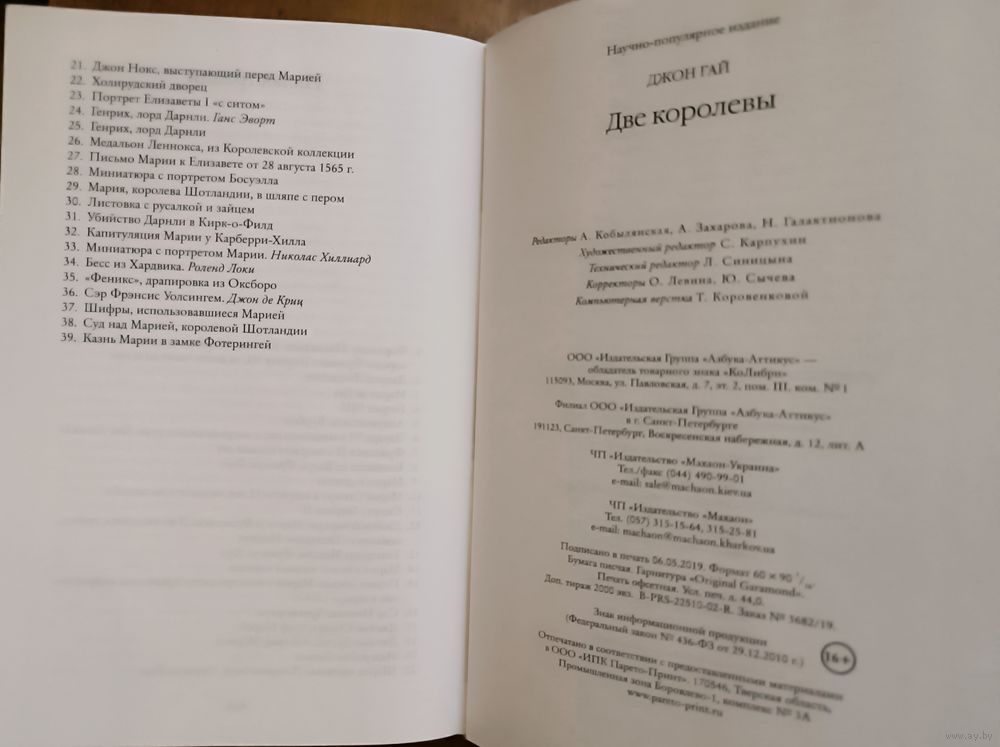 21. Джон Нокс, выступающий перед Марией
22. Холирудский дворец
23. Портрет Елизаветы I «с ситом»
24. Генрих, лорд Дарнли. Ганс Эворт
25. Генрих, лорд Дарнли
26. Медальон Леннокса, из Королевской коллекции
27. Письмо Марии к Елизавете от 28 августа 1565 г.
28. Миниатюра с портретом Босуэлла
29. Мария, королева Шотландии, в шляпе с пером
30. Листовка с русалкой и зайцем
31. Убийство Дарнли в Кирк-о-Филд
32. Капитуляция Марии у Карберри-Хилла
33. Миниатюра с портретом Марии. Николас Хиллиард
34. Бесс из Хардвика. Роленд Локи
35. «Феникс», драпировка из Оксборо
36. Сэр Фрэнсис Уолсингем. Джон де Криц
37. Шифры, использовавшиеся Марией
38. Суд над Марией, королевой Шотландии
39. Казнь Марии в замке Фотерингей
Научно-популярное издание
ДЖОН ГАЙ
Две королевы
Редакторы А. Кобылянская, А. Захарова, Н. Галактионова
Художественный редактор С. Карпухин
Технический редактор Л. Синицына
Корректоры О. Левина, Ю. Сычева
Компьютерная верстка Т. Коровенковой
ООО «Издательская Группа «Азбука-Аттикус» —
обладатель товарного знака «КоЛибри»
115093, Москва, ул. Павловская, д. 7, эт. 2, пом. III, ком. № 1
Филиал ООО «Издательская Группа «Азбука-Аттикус»
в г. Санкт-Петербурге
191123, Санкт-Петербург, Воскресенская набережная, д. 12, лит. А
ЧП «Издательство «Махаон-Украина»
Тел./факс (044) 490-99-01
e-mail: sale@machaon.kiev.ua
ЧП «Издательство «Махаон»
Тел. (057) 315-15-64, 315-25-81
e-mail: machaon@machaon.kharkov.ua
Подписано в печать 06.05.2019. Формат 60 × 90 1/16.
Бумага писчая. Гарнитура «Original Garamond».
Печать офсетная. Усл. печ. л. 44,0.
Доп. тираж 2000 экз. B-PRS-22510-02-R. Заказ № 3682/19.
Знак информационной продукции
(Федеральный закон № 436-ФЗ от 29.12.2010 г.)
16+
Отпечатано в соответствии с предоставленными материалами
в ООО «ИПК Парето-Принт». 170546, Тверская область,
Промышленная зона Боровлево-1, комплекс № 3А
www.pareto-print.ru
www.ay.by